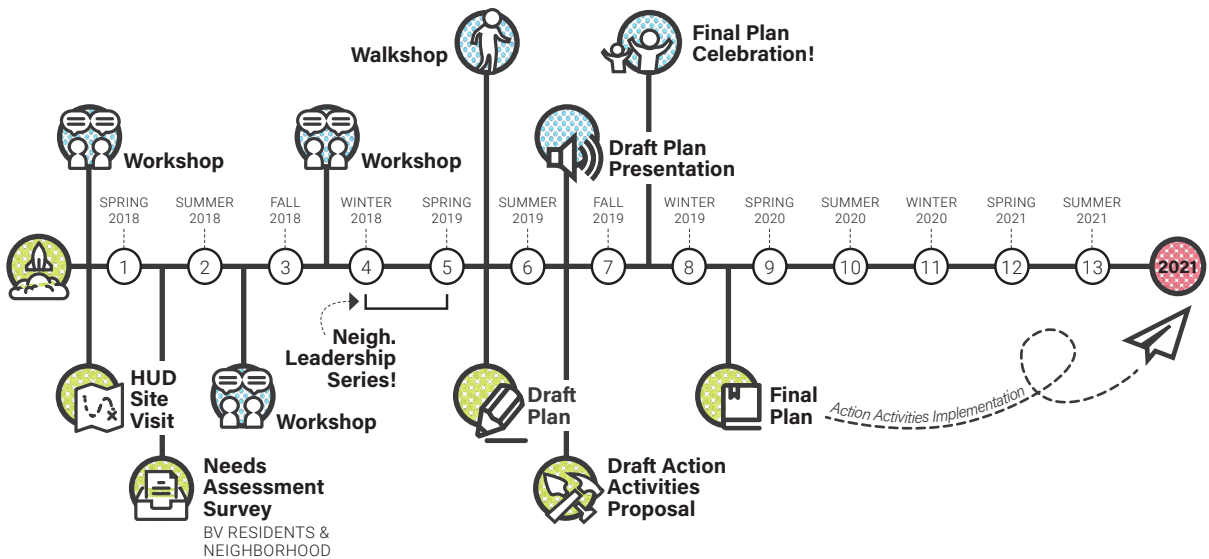 Walkshop
Final Plan
Celebration!
Workshop
Workshop
Draft Plan
Presentation
SPRING
2018
SUMMER
2018
FALL
2018
WINTER
2018
SPRING
2019
SUMMER
2019
FALL
2019
WINTER
2019
SPRING
2020
SUMMER
2020
WINTER
2020
SPRING
2021
SUMMER
2021
1
2
3
4
5
6
7
8
9
10
11
12
13
2021
Neigh.
Leadership
Series!
HUD
Site
Visit
Workshop
Draft
Plan
Final
Plan
Action Activities Implementation
Needs
Assessment
Survey
BV RESIDENTS &
NEIGHBORHOOD
Draft Action
Activities
Proposal